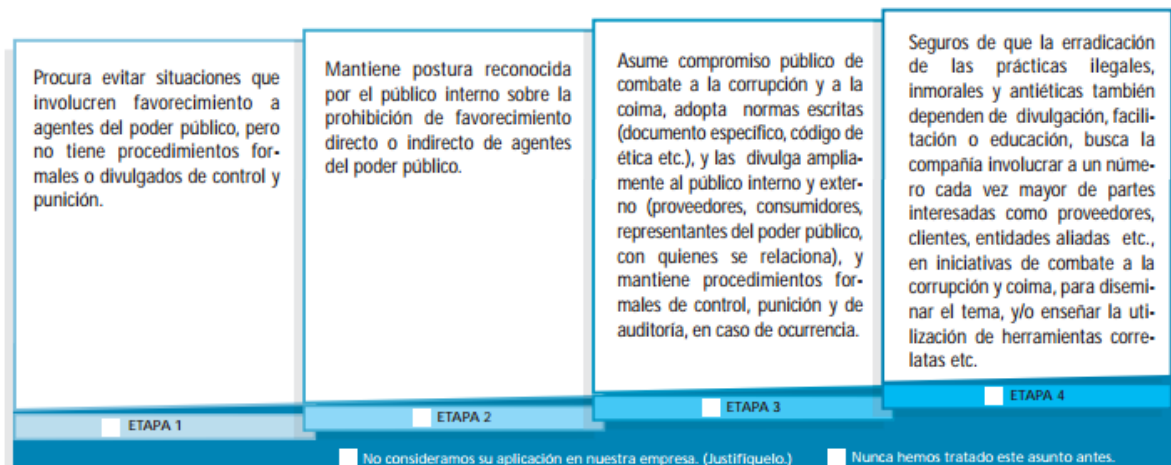 Procura evitar situaciones que
involucren favorecimiento a
agentes del poder público, pero
no tiene procedimientos for-
males o divulgados de control y
punición.
ETAPA 1
Mantiene postura reconocida
por el público interno sobre la
prohibición de favorecimiento
directo o indirecto de agentes
del poder público.
ETAPA 2
Asume compromiso público de
combate a la corrupción y a la
coima, adopta normas escritas
(documento específico, código de
ética etc.), y las divulga amplia-
mente al público interno y exter-
no (proveedores, consumidores,
representantes del poder público,
con quienes se relaciona), y
mantiene procedimientos for-
males de control, punición y de
auditoría, en caso de ocurrencia.
ETAPA 3
Seguros de que la erradicación
de las prácticas ilegales,
inmorales y antiéticas también
dependen de divulgación, facili-
tación o educación, busca la
compañía involucrar a un núme-
ro cada vez mayor de partes
interesadas como proveedores,
clientes, entidades aliadas etc.,
en iniciativas de combate a la
corrupción y coima, para disemi-
nar el tema, y/o enseñar la uti-
lización de herramientas corre-
latas etc.
ETAPA 4
No consideramos su aplicación en nuestra empresa. (Justifíquelo.)
Nunca hemos tratado este asunto antes.